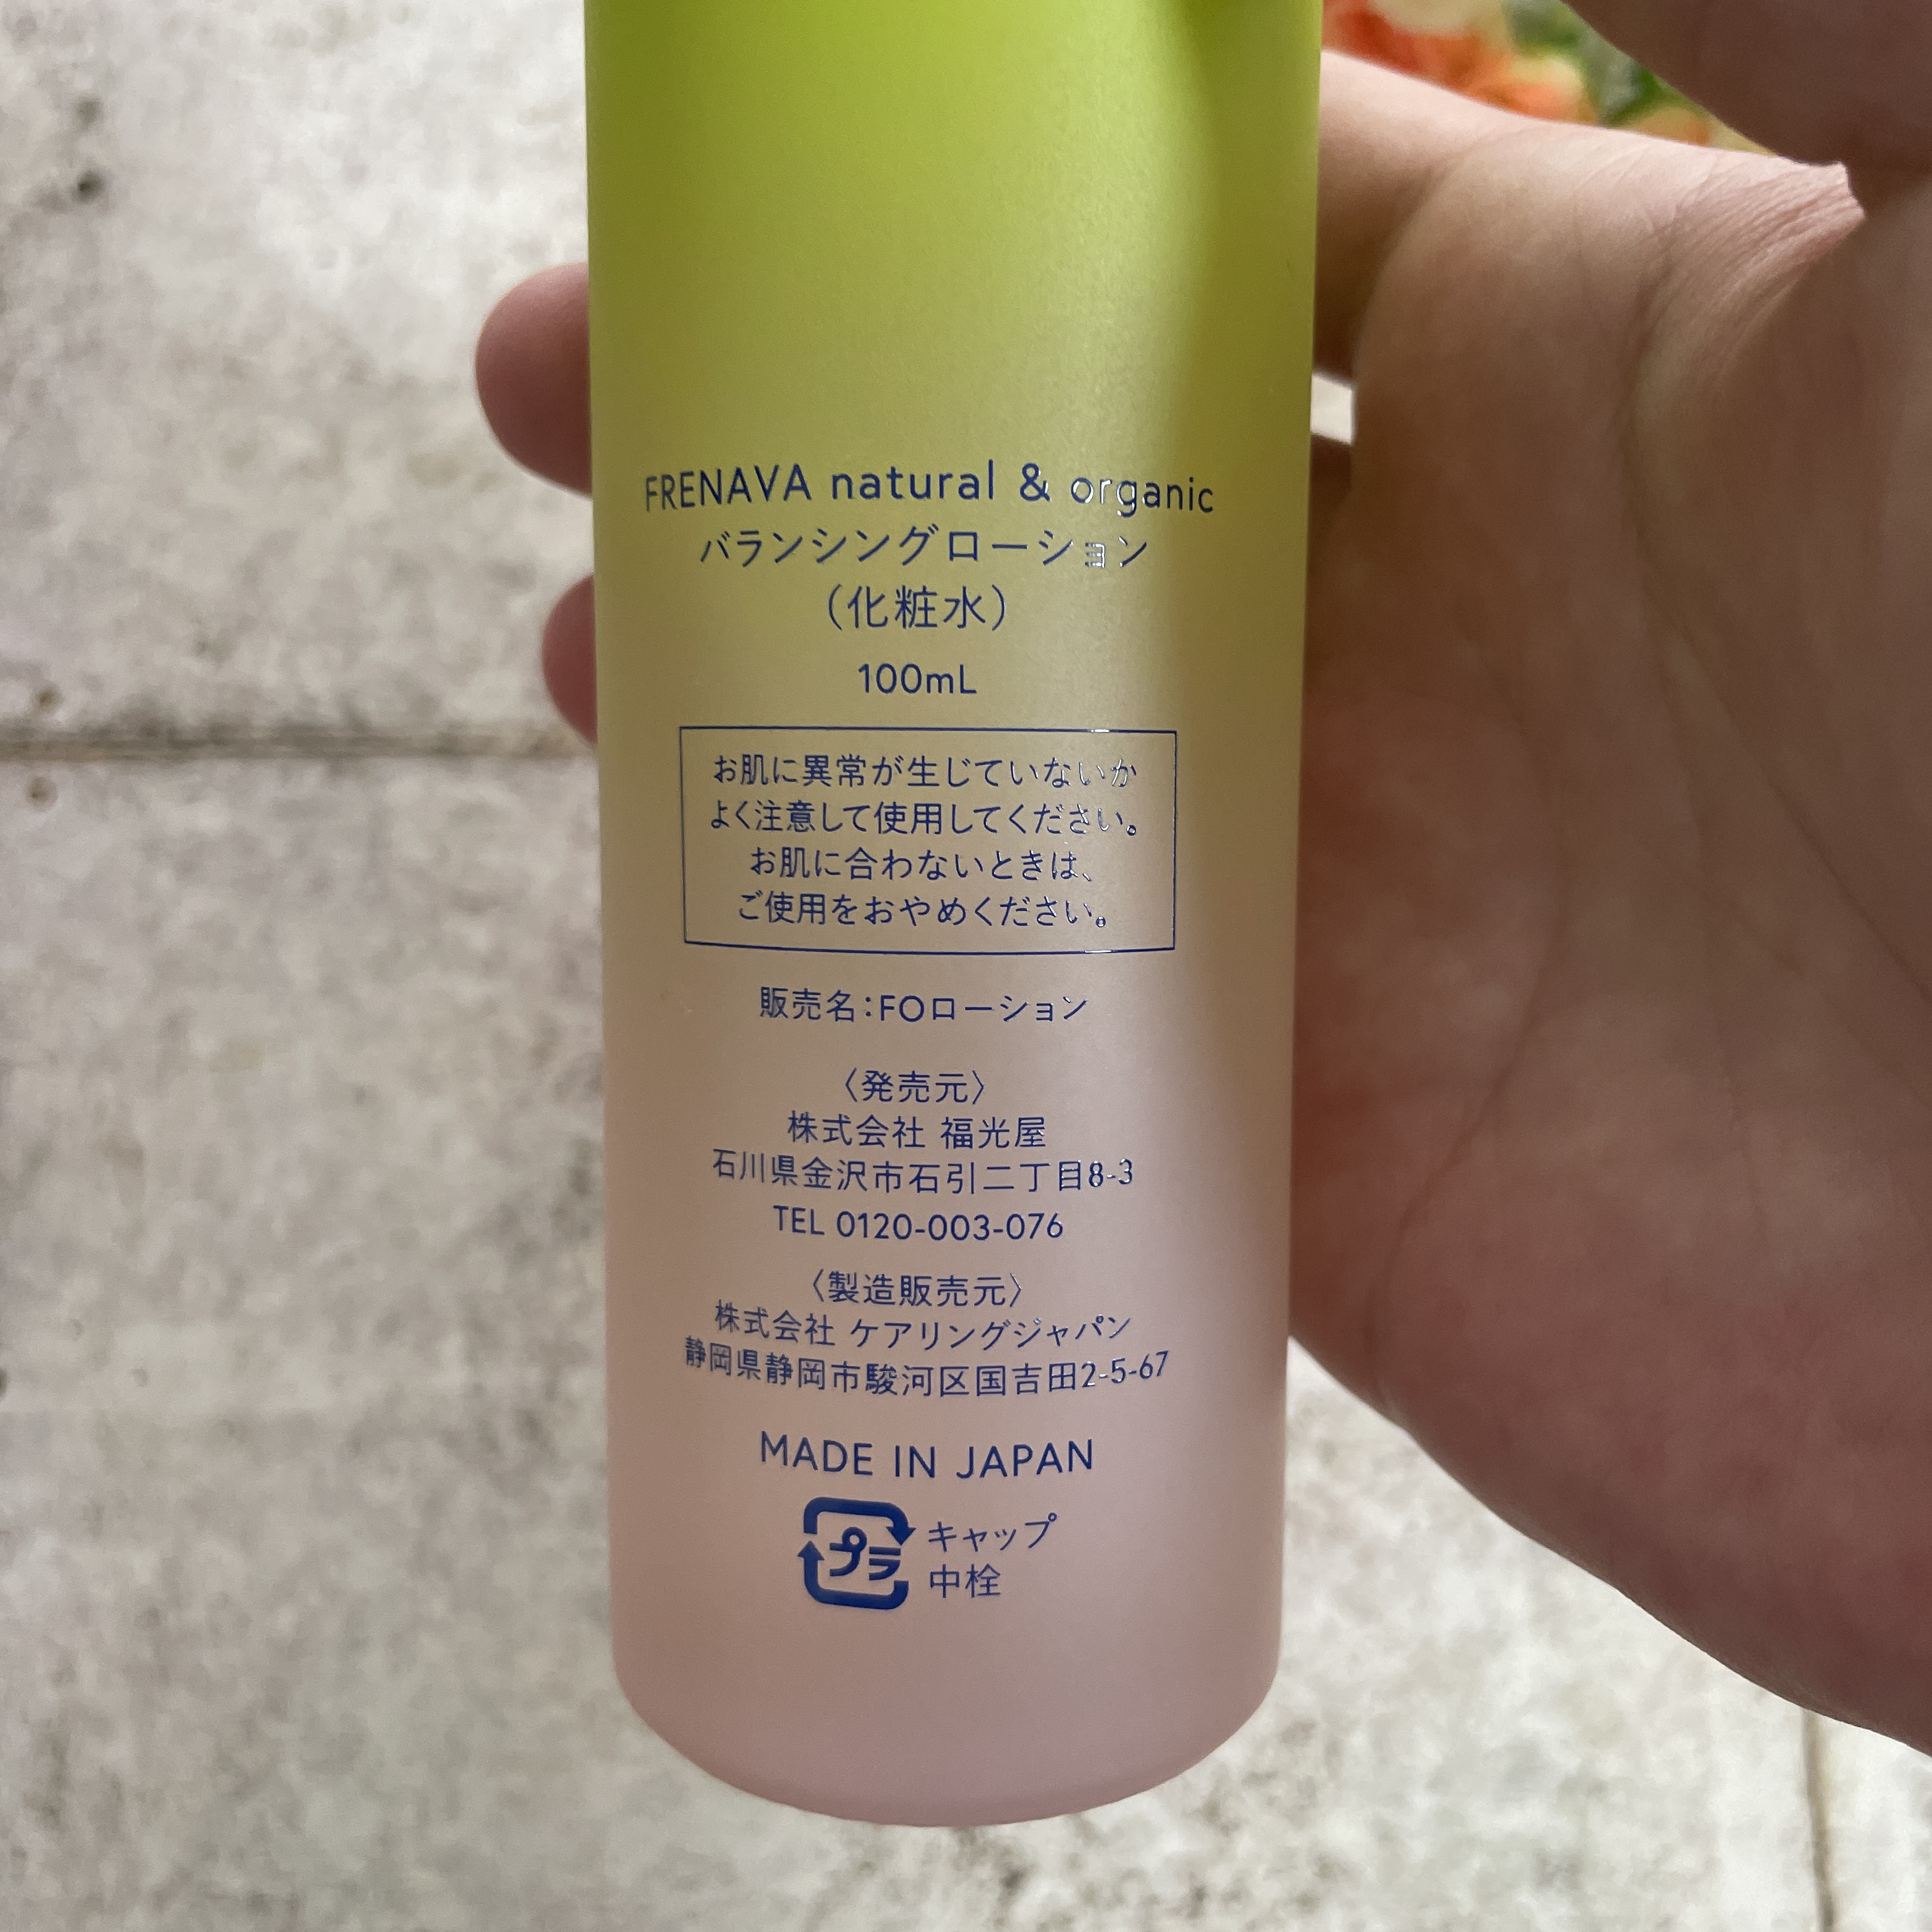 FRENAVA natural & organic
バランシングローション
（化粧水）
100mL
お肌に異常が生じていないか
よく注意して使用してください。
お肌に合わないときは、
ご使用をおやめください。
販売名：FOローション
〈発売元〉
株式会社 福光屋
石川県金沢市石引二丁目8-3
TEL 0120-003-076
〈製造販売元〉
株式会社 ケアリングジャパン
静岡県静岡市駿河区国吉田2-5-67
MADE IN JAPAN
プラ キャップ
中栓